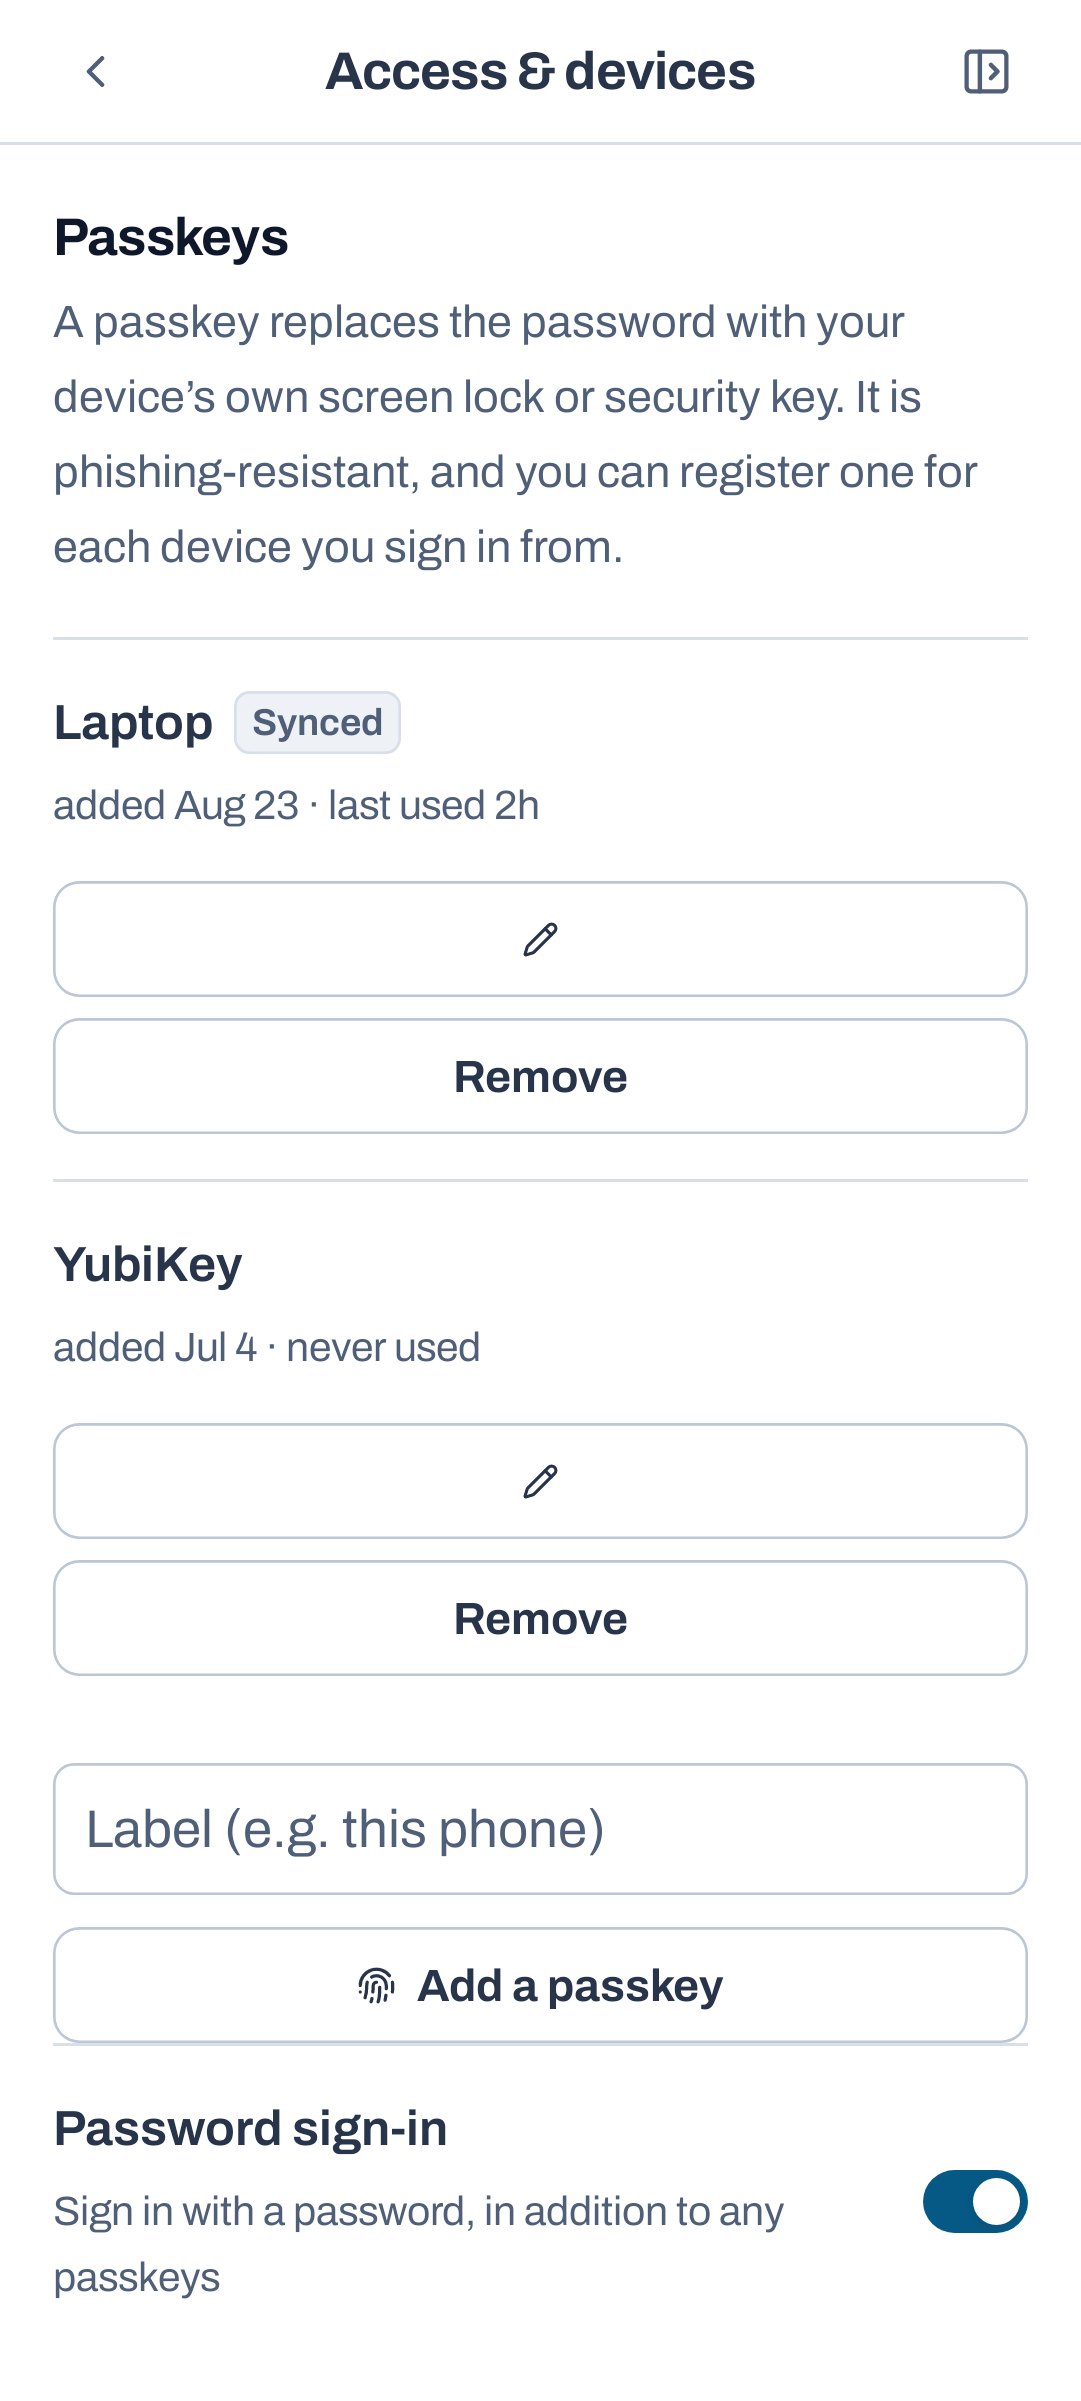 Access & devices
Passkeys
A passkey replaces the password with your
device’s own screen lock or security key. It is
phishing-resistant, and you can register one for
each device you sign in from.
Laptop Synced
added Aug 23 · last used 2h
Remove
YubiKey
added Jul 4 · never used
Remove
Label (e.g. this phone)
Add a passkey
Password sign-in
Sign in with a password, in addition to any
passkeys